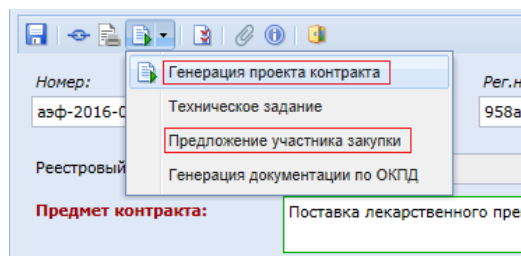 Генерация проекта контракта
Номер:
Рег.н
аэф-2016-0
Техническое задание
958а
Предложение участника закупки
Реестровый
Генерация документации по ОКПД
Предмет контракта:
Поставка лекарственного пре